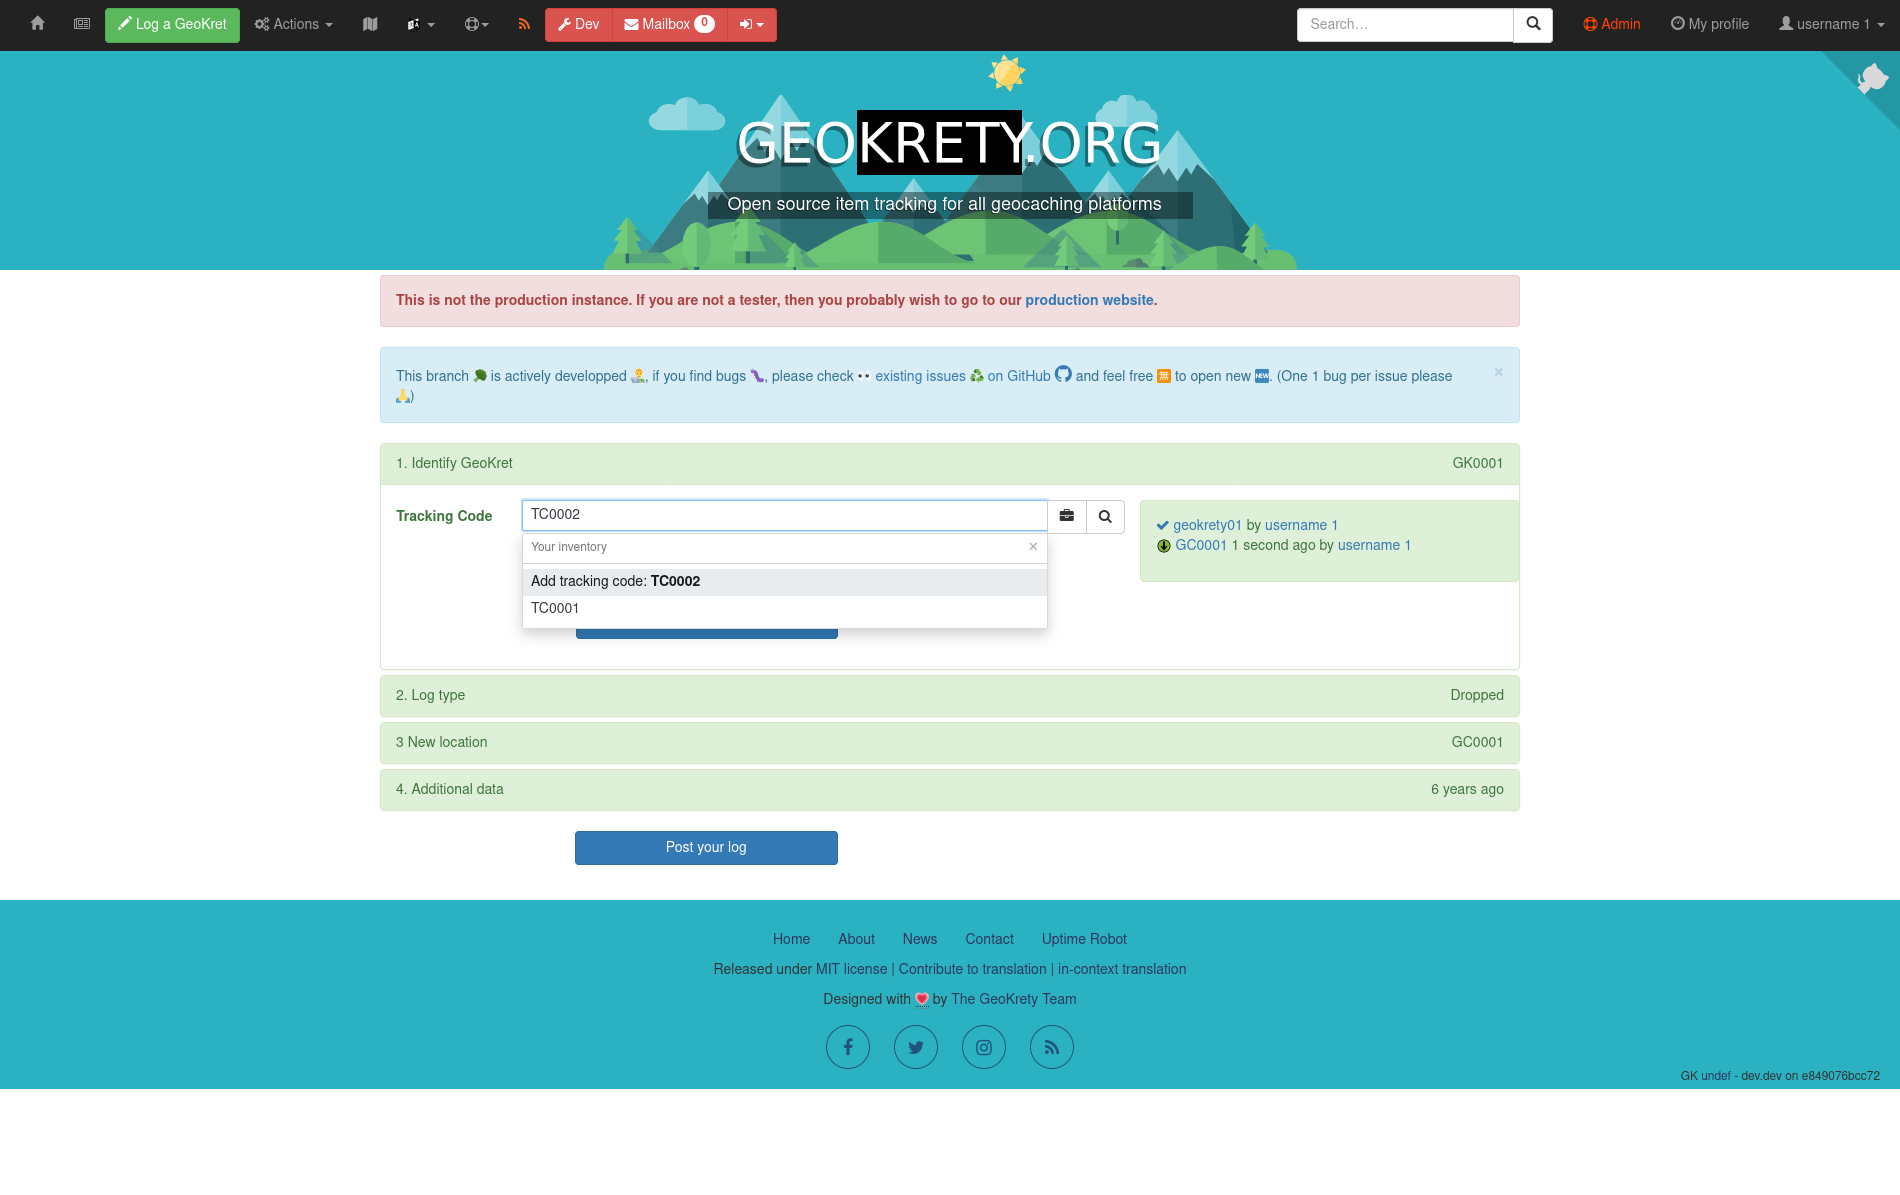 Log a GeoKret Actions Dev Mailbox 0 Search... Admin My profile username 1
GEOKRETY.ORG
Open source item tracking for all geocaching platforms
This is not the production instance. If you are not a tester, then you probably wish to go to our production website.
This branch 🥦 is actively developped, if you find bugs 🐛, please check 👀 existing issues ♻ on GitHub and feel free 🈚 to open new 🆕. (One 1 bug per issue please
🙏) ×
1. Identify GeoKret GK0001
Tracking Code TC0002
Your inventory ×
Add tracking code: TC0002
TC0001
geokrety01 by username 1
GC0001 1 second ago by username 1
2. Log type Dropped
3 New location GC0001
4. Additional data 6 years ago
Post your log
Home About News Contact Uptime Robot
Released under MIT license | Contribute to translation | in-context translation
Designed with 💓 by The GeoKrety Team
GK undef - dev.dev on e849076bcc72